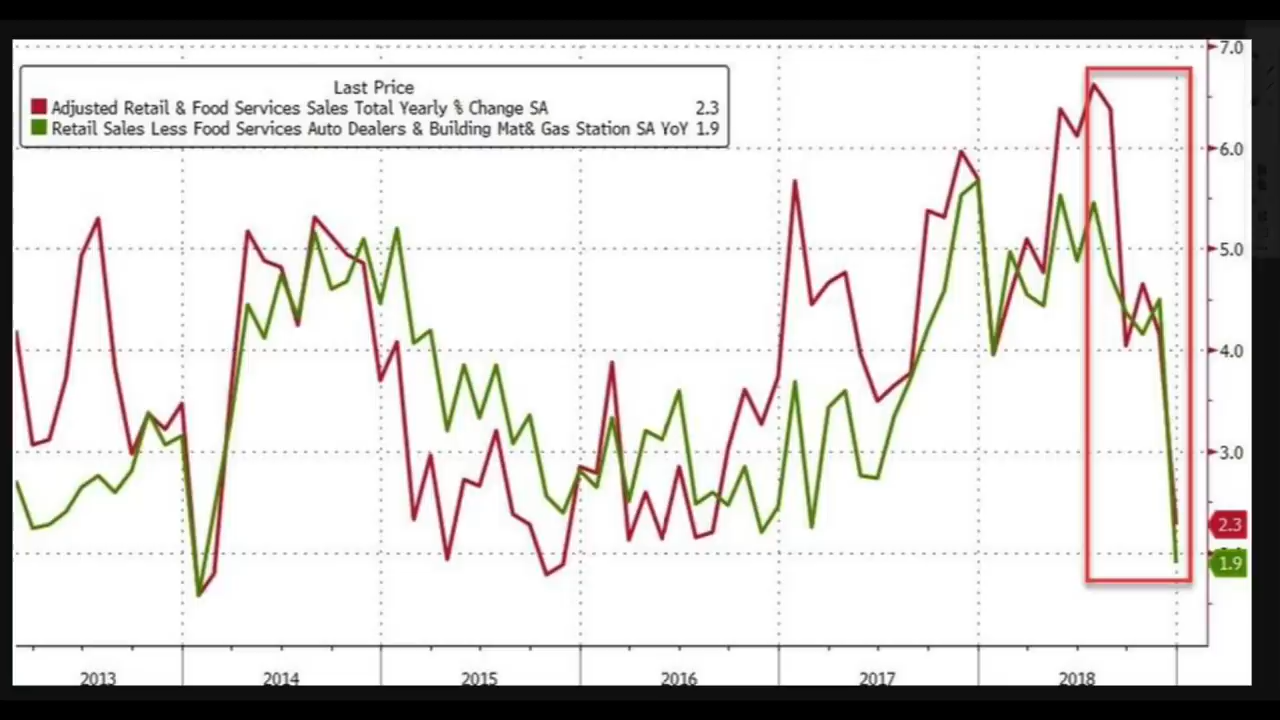 7.0
Last Price
Adjusted Retail & Food Services Sales Total Yearly % Change SA 2.3
Retail Sales Less Food Services Auto Dealers & Building Mat& Gas Station SA YoY 1.9
6.0
5.0
4.0
3.0
2.3
1.9
2013 2014 2015 2016 2017 2018